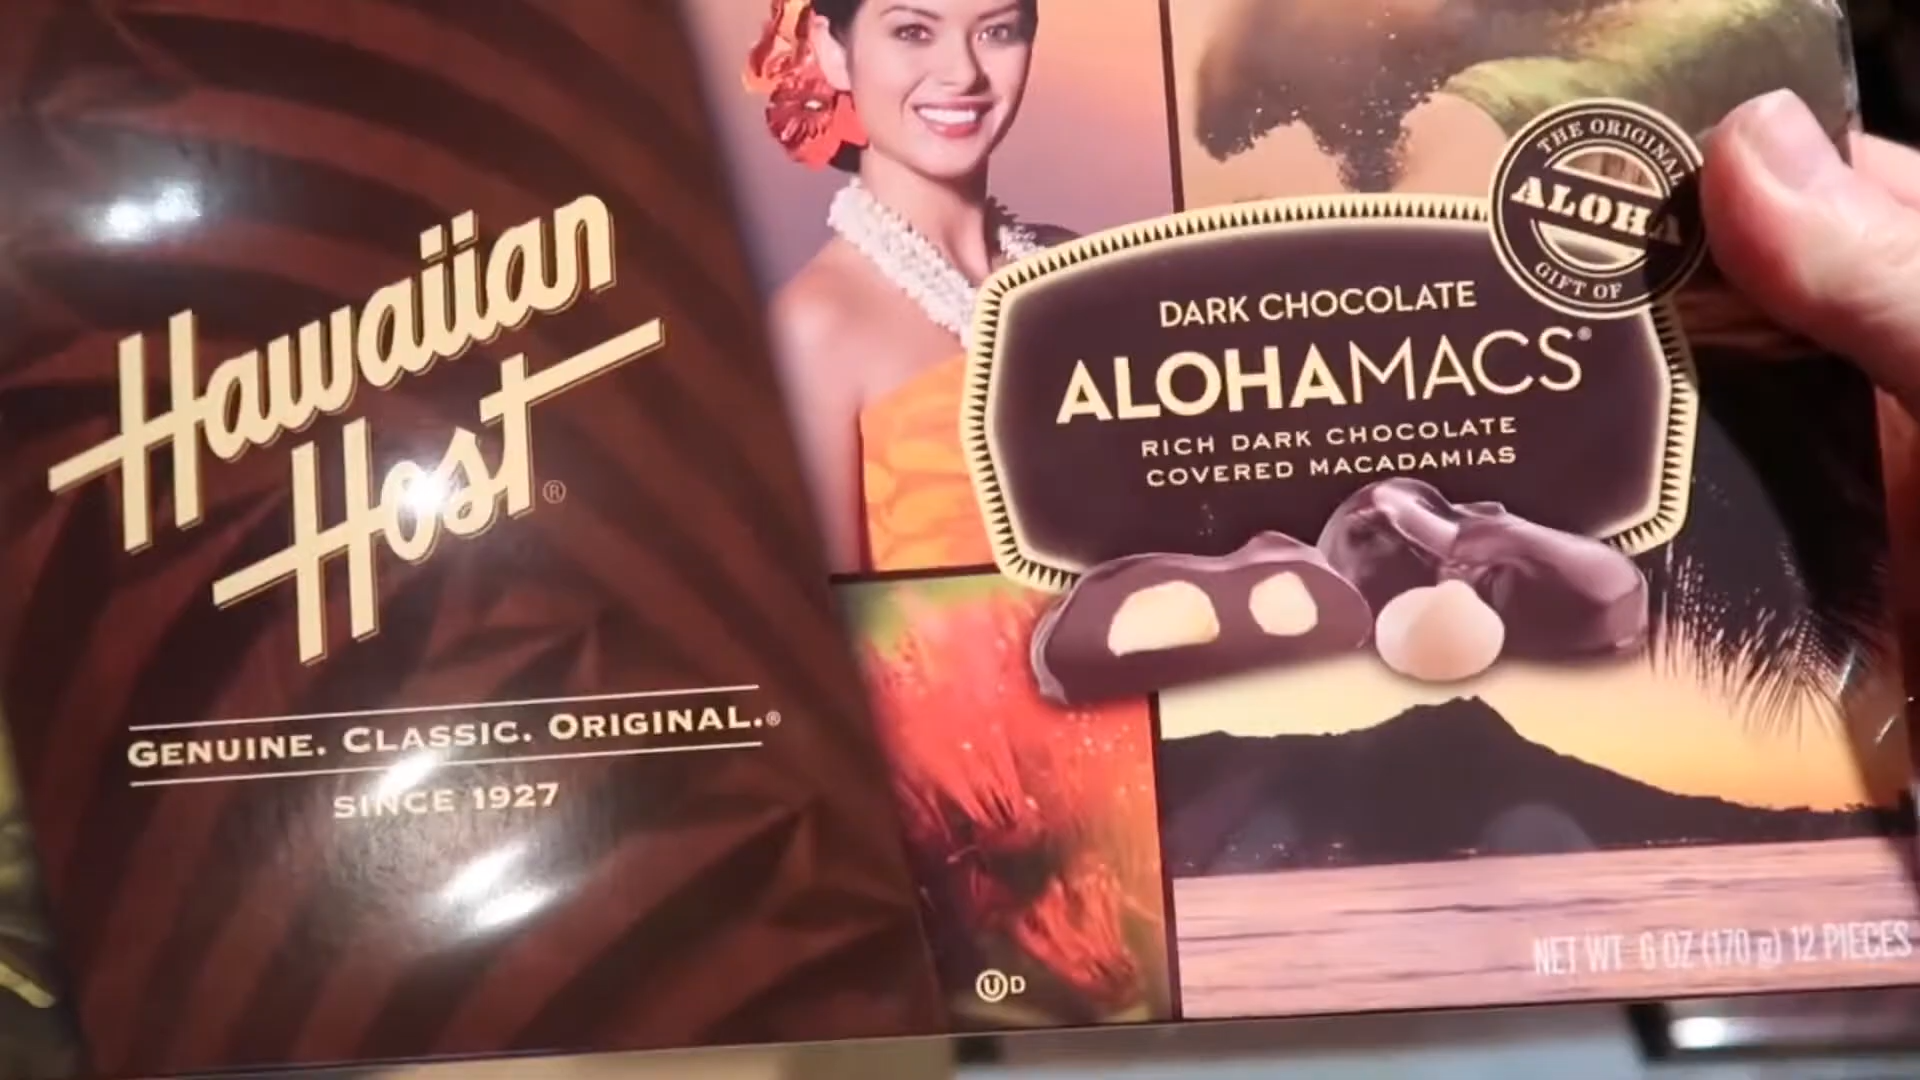 Hawaiian
Host®
GENUINE. CLASSIC. ORIGINAL.®
SINCE 1927
THE ORIGINAL
ALOHA
GIFT OF
DARK CHOCOLATE
ALOHAMACS®
RICH DARK CHOCOLATE
COVERED MACADAMIAS
U D
NET WT 6 OZ (170 g) 12 PIECES